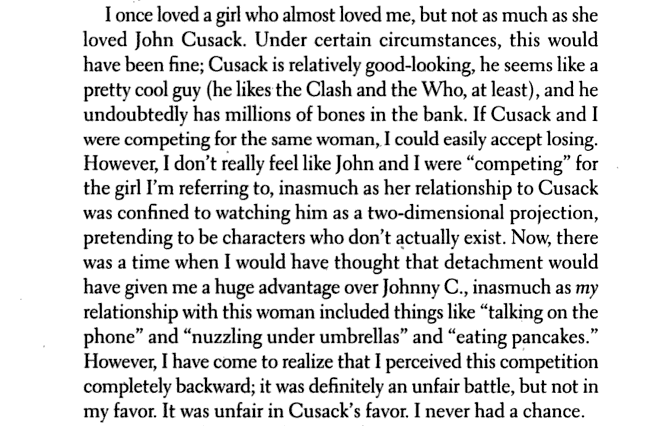 I once loved a girl who almost loved me, but not as much as she
loved John Cusack. Under certain circumstances, this would
have been fine; Cusack is relatively good-looking, he seems like a
pretty cool guy (he likes the Clash and the Who, at least), and he
undoubtedly has millions of bones in the bank. If Cusack and I
were competing for the same woman, I could easily accept losing.
However, I don't really feel like John and I were “competing” for
the girl I'm referring to, inasmuch as her relationship to Cusack
was confined to watching him as a two-dimensional projection,
pretending to be characters who don't actually exist. Now, there
was a time when I would have thought that detachment would
have given me a huge advantage over Johnny C., inasmuch as my
relationship with this woman included things like “talking on the
phone” and “nuzzling under umbrellas” and “eating pancakes.”
However, I have come to realize that I perceived this competition
completely backward; it was definitely an unfair battle, but not in
my favor. It was unfair in Cusack's favor. I never had a chance.